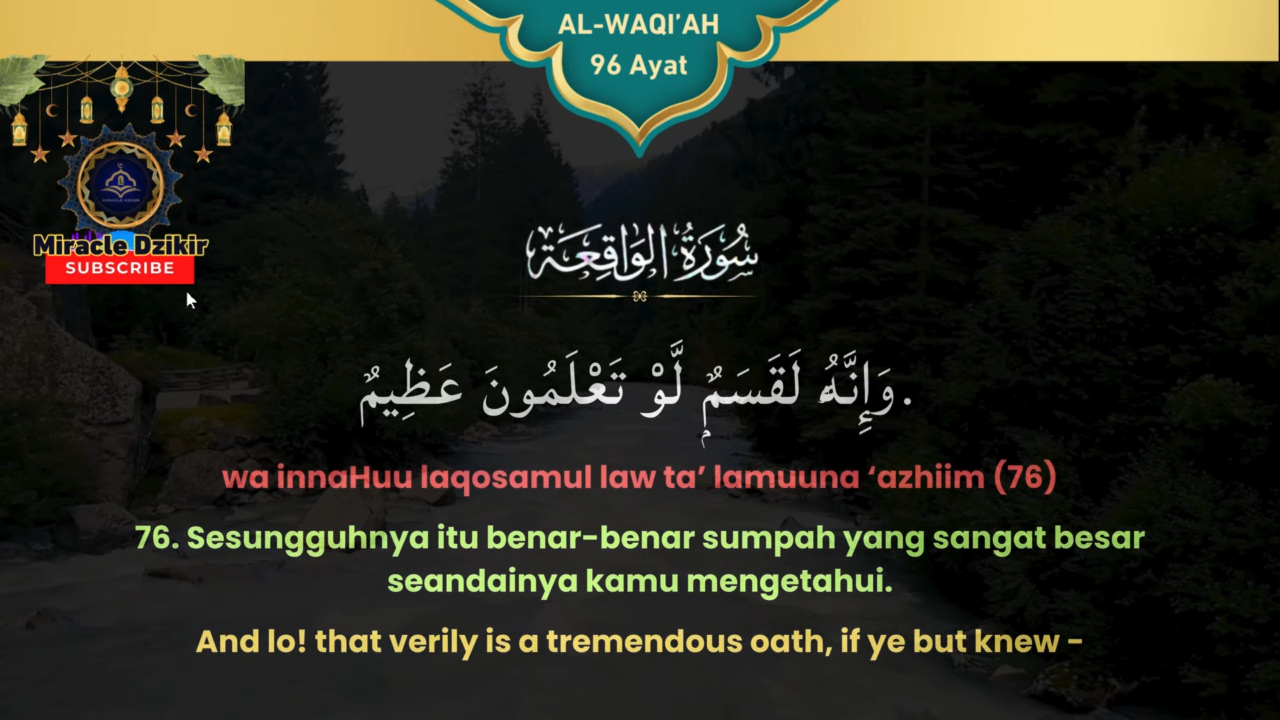 AL-WAQI'AH
96 Ayat
Miracle Dzikir
SUBSCRIBE
سُورَةُ الوَاقِعَة
وَإِنَّهُۥ لَقَسَمٌۭ لَّوْ تَعْلَمُونَ عَظِيمٌ.
wa innaHuu laqosamul law ta’ lamuuna ‘azhiim (76)
76. Sesungguhnya itu benar-benar sumpah yang sangat besar
seandainya kamu mengetahui.
And lo! that verily is a tremendous oath, if ye but knew -